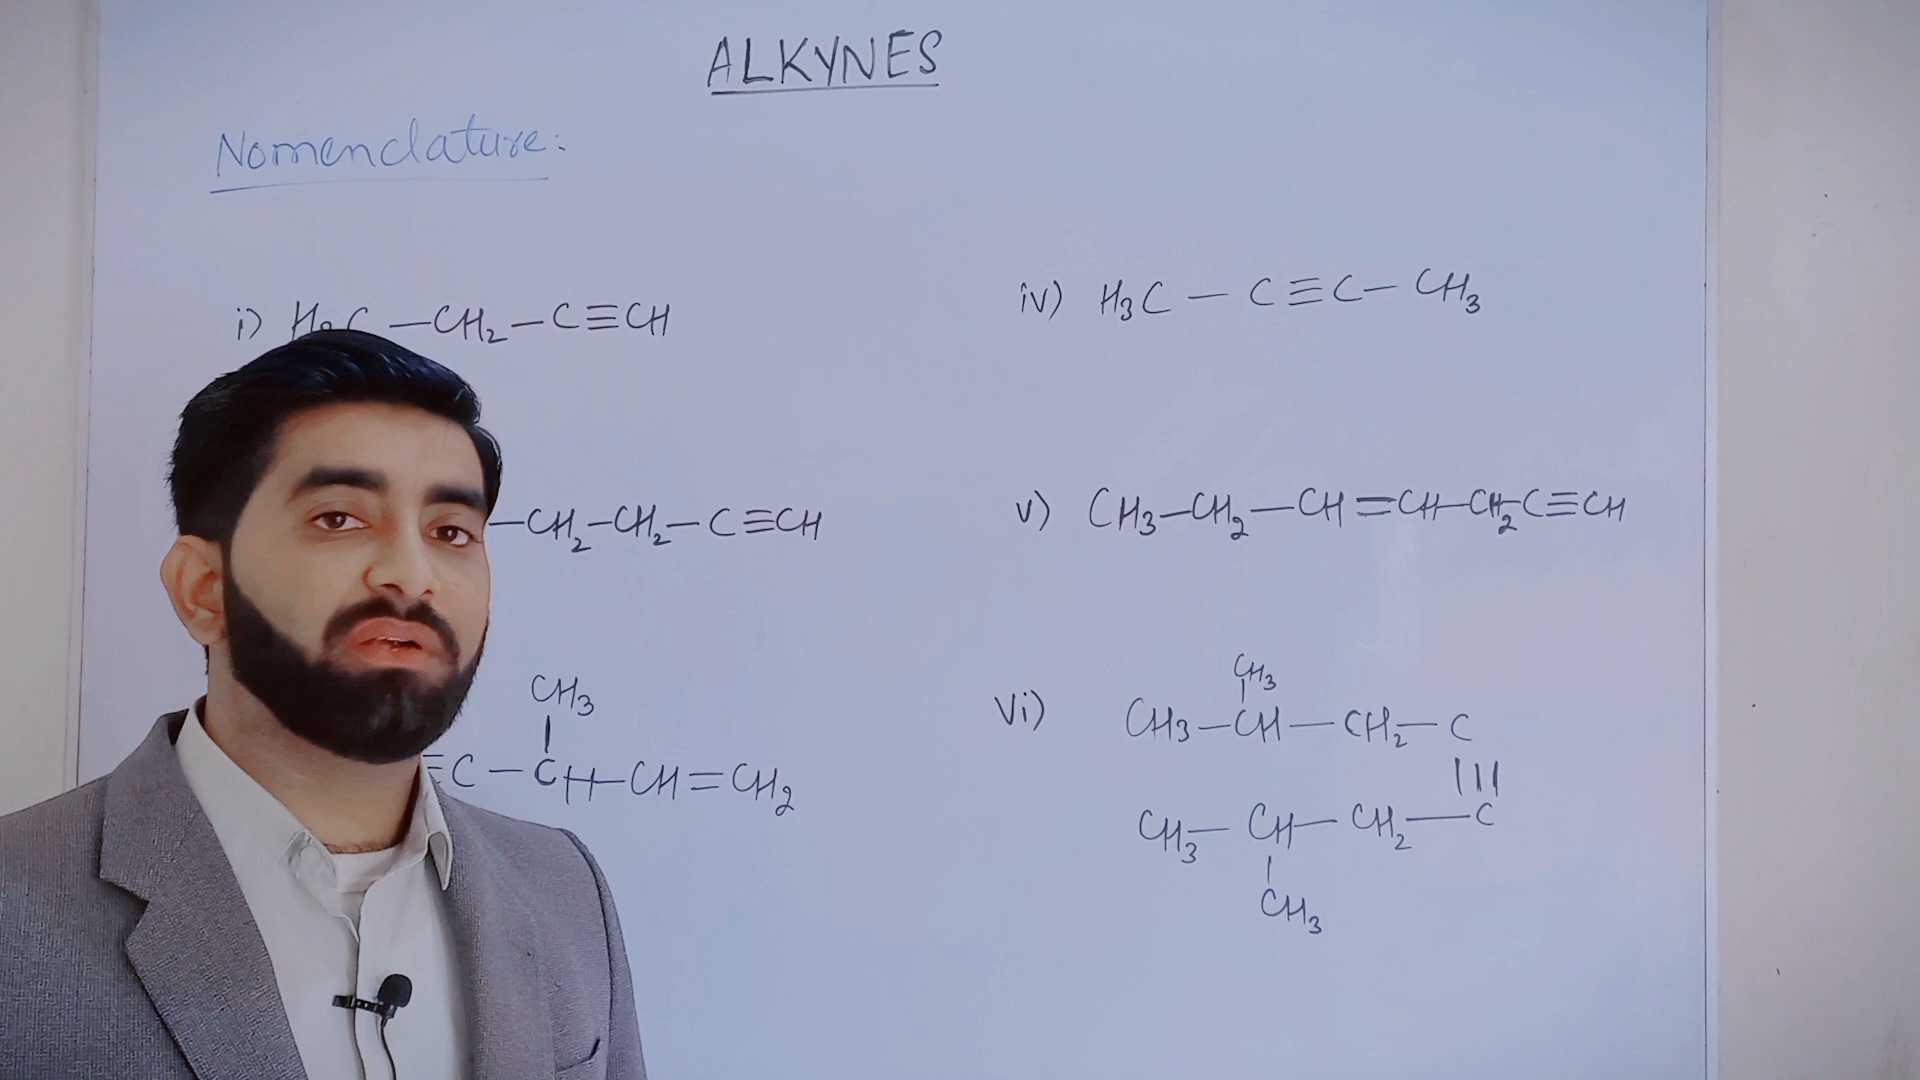 ALKYNES
Nomenclature:
i) H3C—CH2—C≡CH
—CH2—CH2—C≡CH
CH3
|
≡C—CH—CH=CH2
iv) H3C—C≡C—CH3
v) CH3—CH2—CH=CH—CH2C≡CH
CH3
|
vi) CH3—CH—CH2—C
|||
CH3—CH—CH2—C
|
CH3